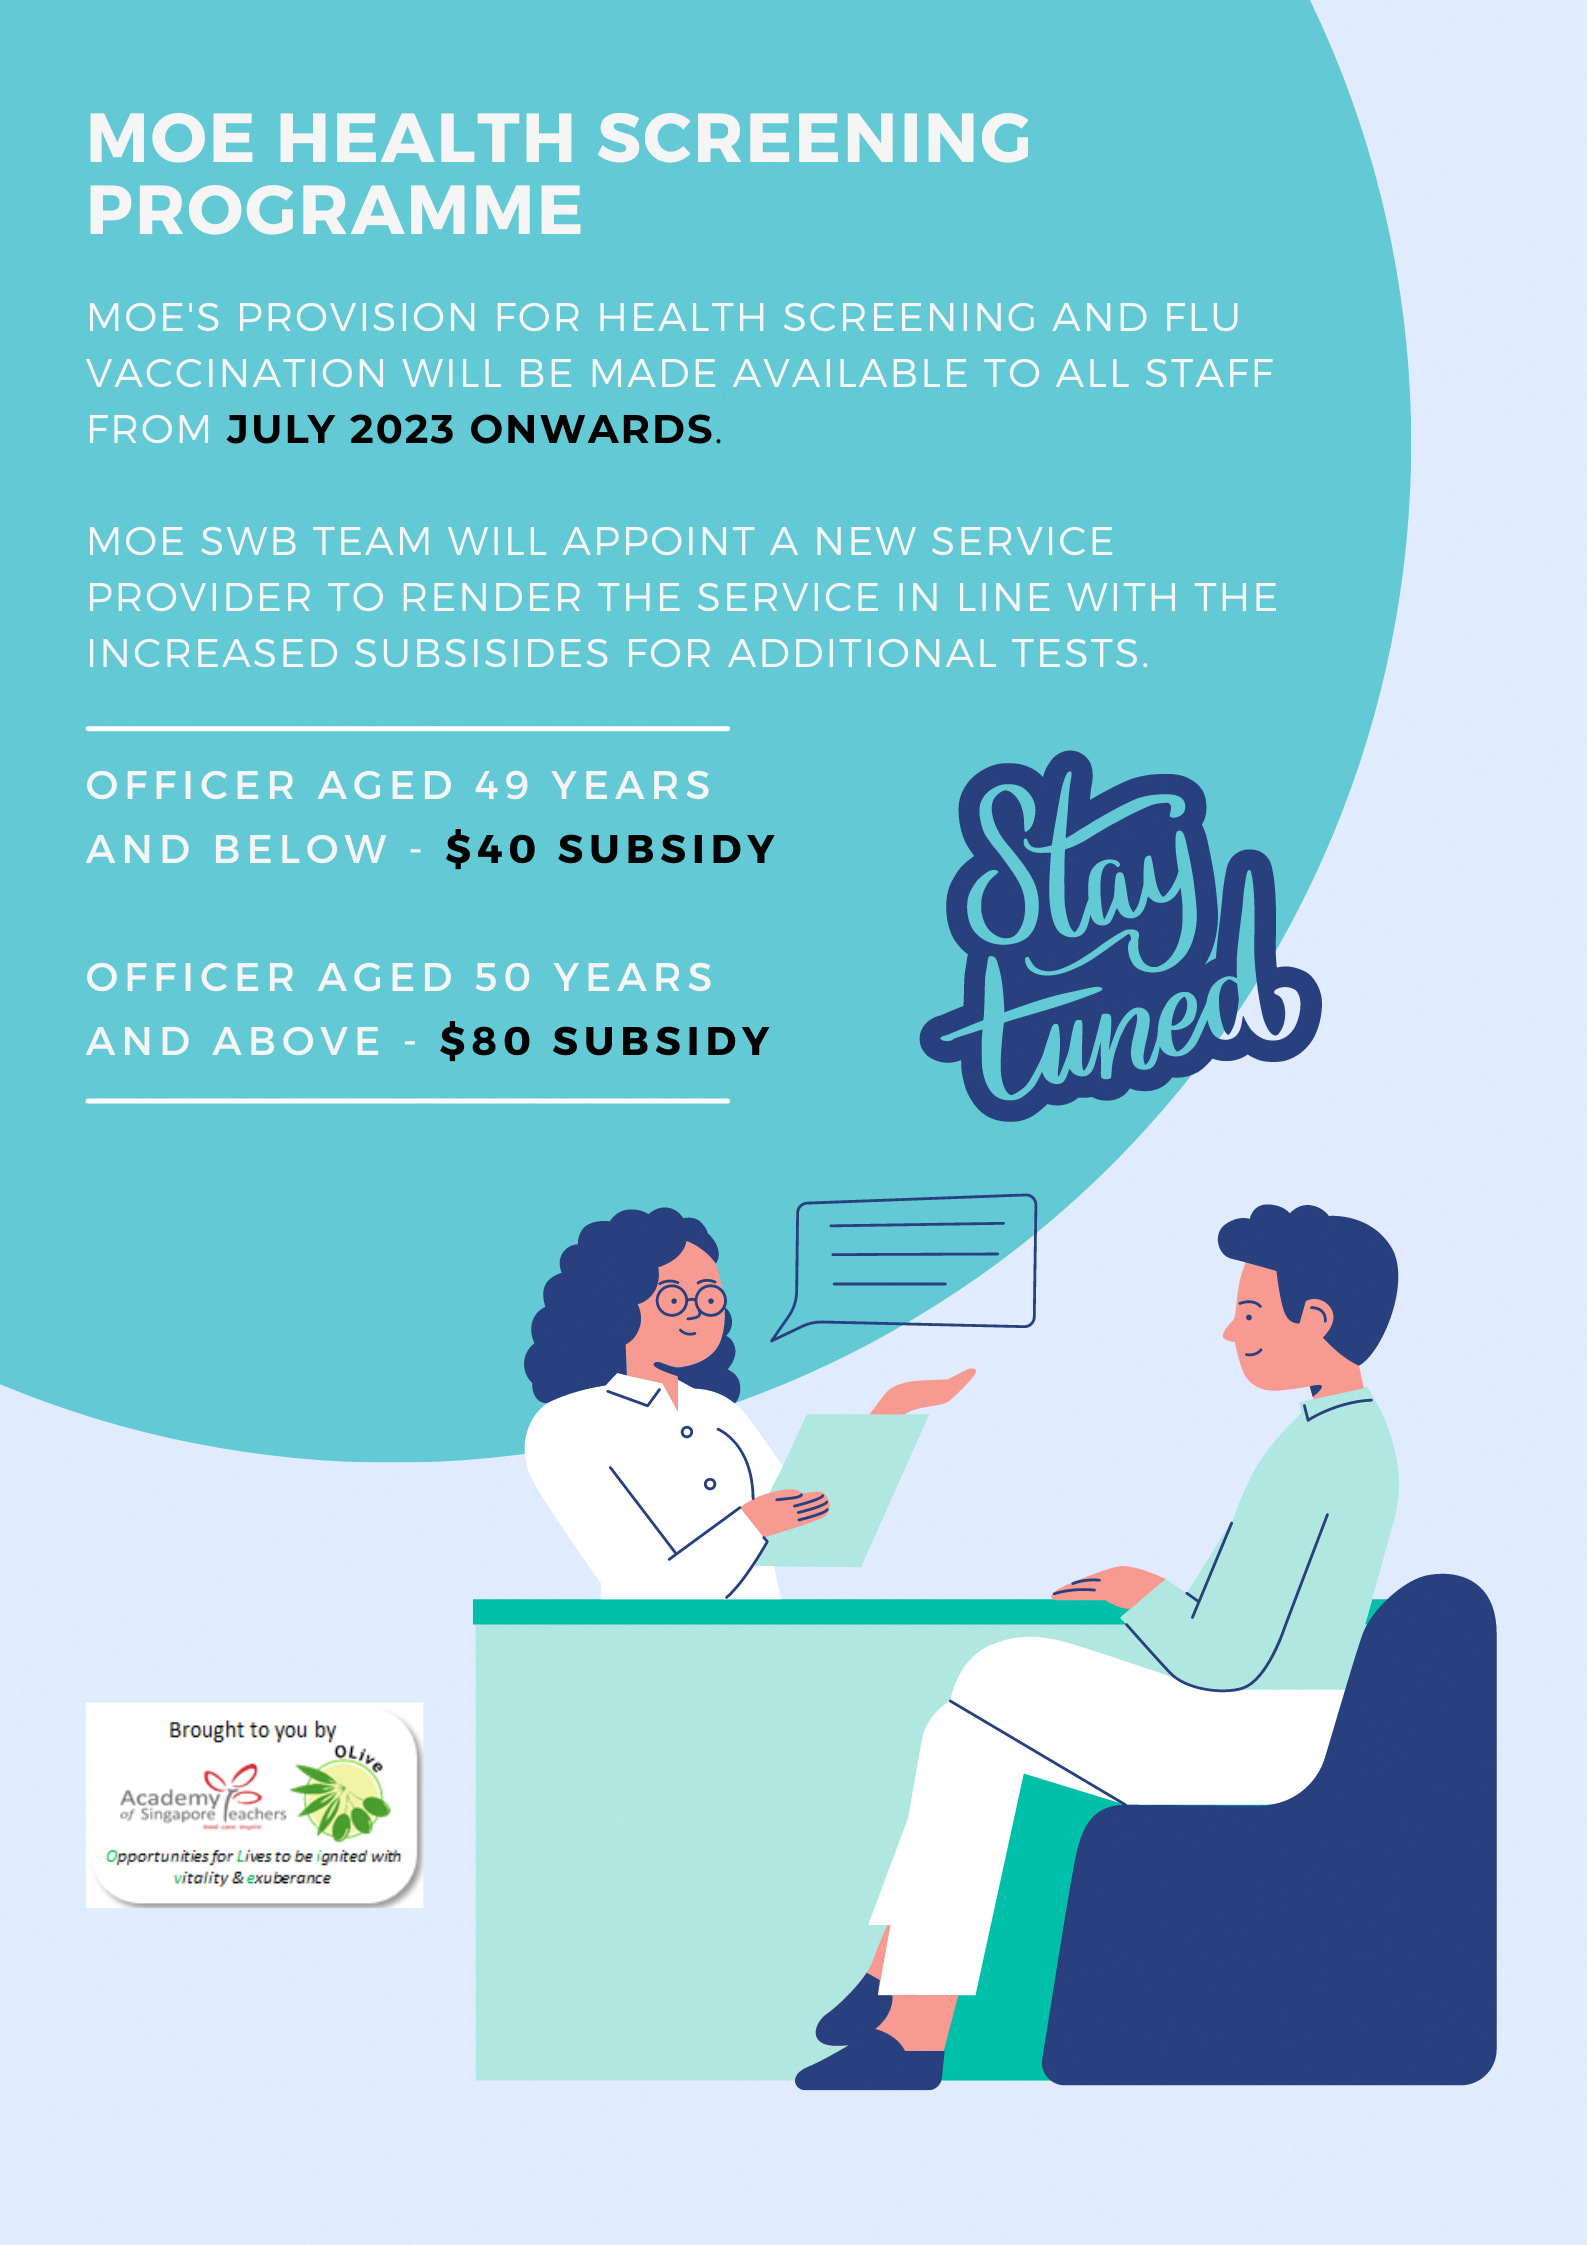 MOE HEALTH SCREENING
PROGRAMME
MOE'S PROVISION FOR HEALTH SCREENING AND FLU
VACCINATION WILL BE MADE AVAILABLE TO ALL STAFF
FROM JULY 2023 ONWARDS.
MOE SWB TEAM WILL APPOINT A NEW SERVICE
PROVIDER TO RENDER THE SERVICE IN LINE WITH THE
INCREASED SUBSISIDES FOR ADDITIONAL TESTS.
OFFICER AGED 49 YEARS
AND BELOW - $40 SUBSIDY
OFFICER AGED 50 YEARS
AND ABOVE - $80 SUBSIDY
Stay
tuned
Brought to you by
OLive
Academy
of Singapore Teachers
lead. care. inspire.
Opportunities for Lives to be ignited with
vitality & exuberance